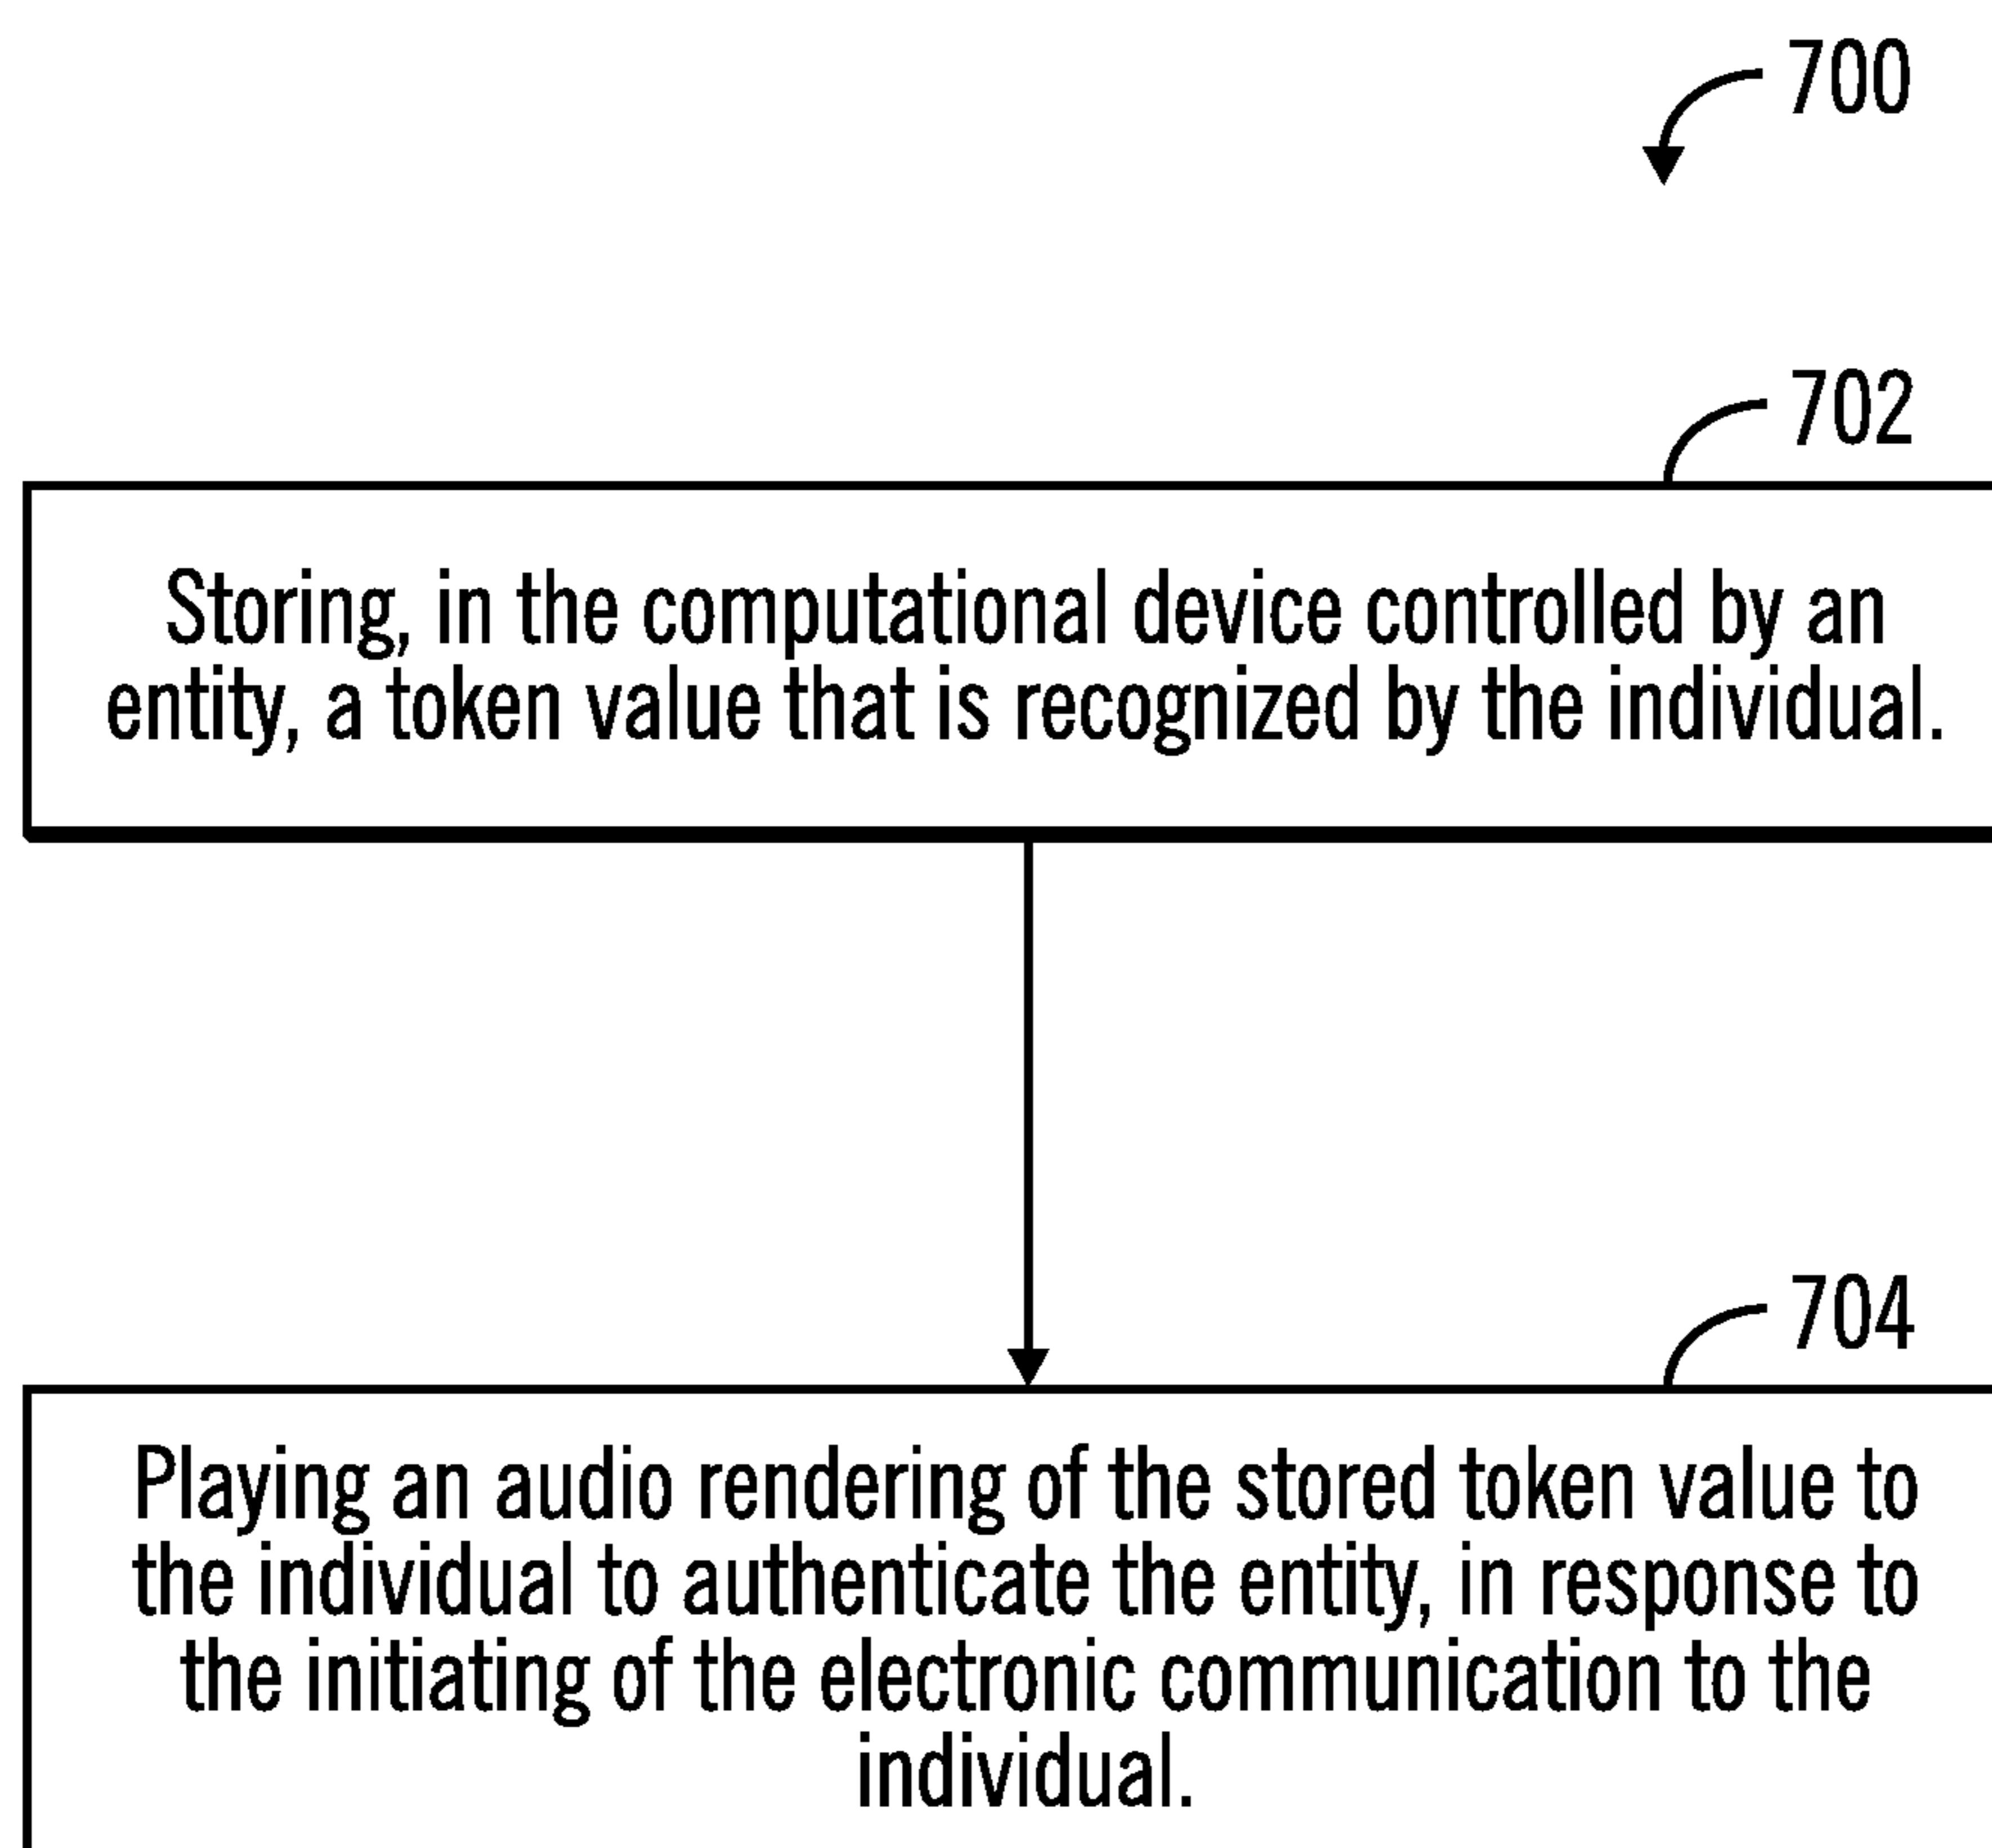 700
702
Storing, in the computational device controlled by an
entity, a token value that is recognized by the individual.
704
Playing an audio rendering of the stored token value to
the individual to authenticate the entity, in response to
the initiating of the electronic communication to the
individual.